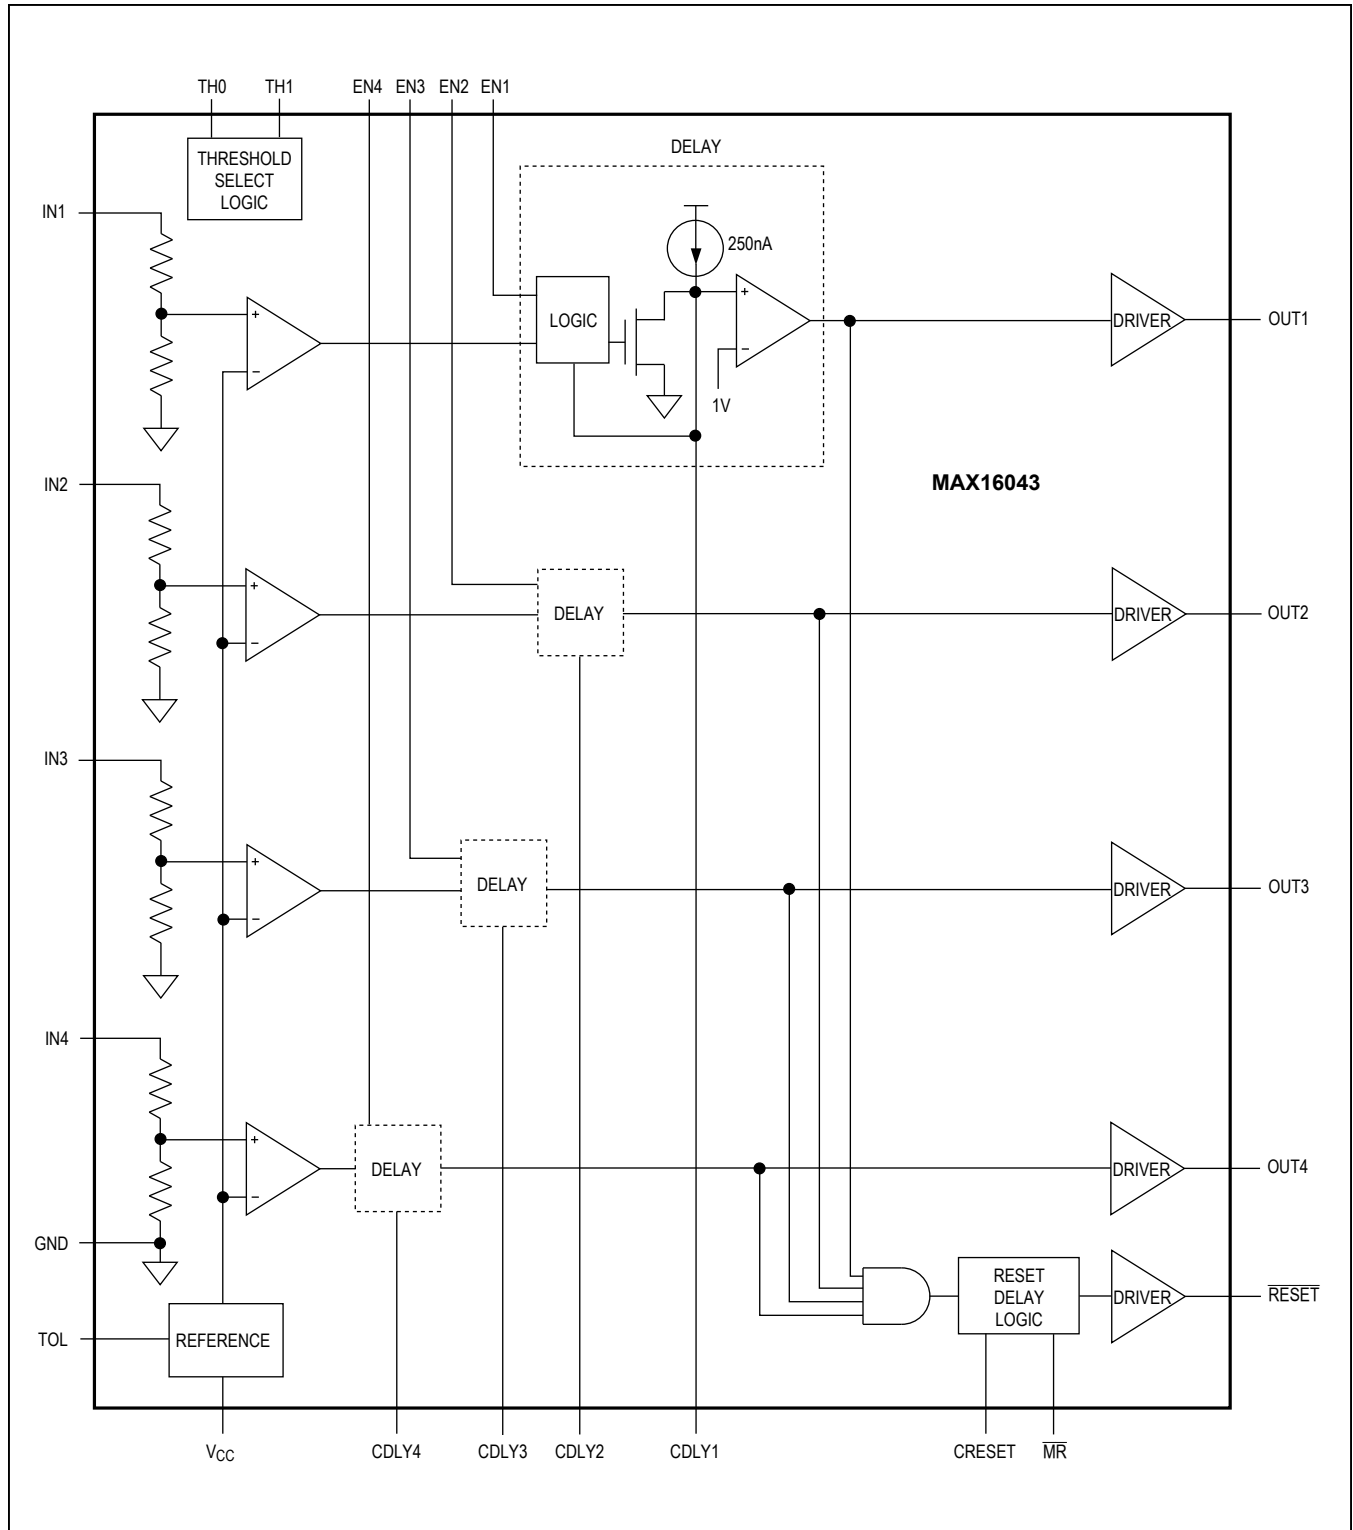 TH0 TH1 EN4 EN3 EN2 EN1
DELAY
THRESHOLD
SELECT
LOGIC
IN1
250nA
+
LOGIC
+
DRIVER
OUT1
−
−
1V
IN2
MAX16043
+
DELAY
DRIVER
OUT2
−
IN3
+
DELAY
DRIVER
OUT3
−
IN4
+
DELAY
DRIVER
OUT4
−
GND
RESET
DELAY
LOGIC
DRIVER
RESET
TOL
REFERENCE
VCC CDLY4 CDLY3 CDLY2 CDLY1 CRESET MR